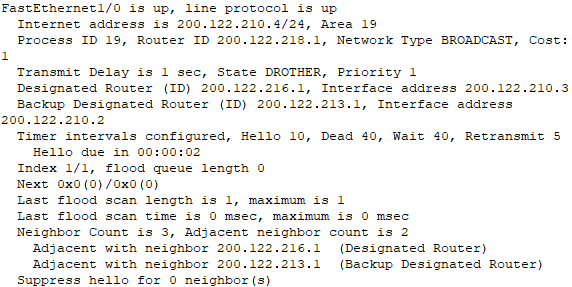 FastEthernet1/0 is up, line protocol is up
Internet address is 200.122.210.4/24, Area 19
Process ID 19, Router ID 200.122.218.1, Network Type BROADCAST, Cost:
1
Transmit Delay is 1 sec, State DROTHER, Priority 1
Designated Router (ID) 200.122.216.1, Interface address 200.122.210.3
Backup Designated Router (ID) 200.122.213.1, Interface address
200.122.210.2
Timer intervals configured, Hello 10, Dead 40, Wait 40, Retransmit 5
Hello due in 00:00:02
Index 1/1, flood queue length 0
Next 0x0(0)/0x0(0)
Last flood scan length is 1, maximum is 1
Last flood scan time is 0 msec, maximum is 0 msec
Neighbor Count is 3, Adjacent neighbor count is 2
Adjacent with neighbor 200.122.216.1 (Designated Router)
Adjacent with neighbor 200.122.213.1 (Backup Designated Router)
Suppress hello for 0 neighbor(s)